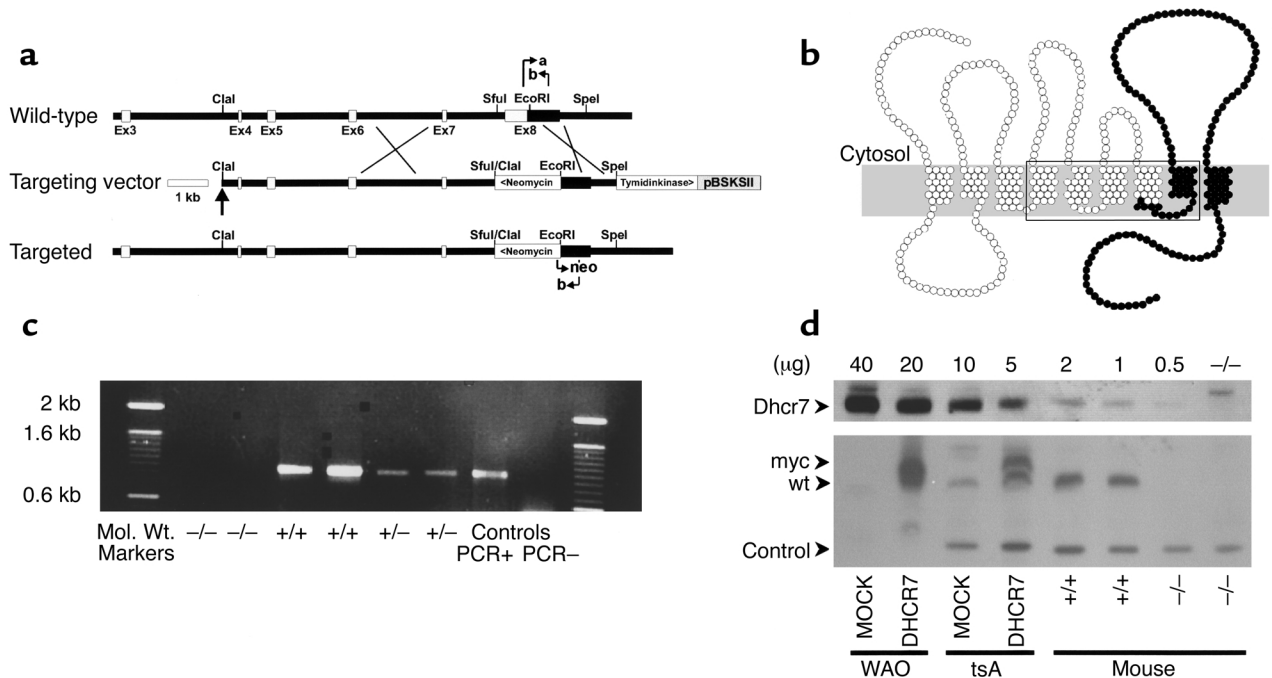 a
Wild-type
ClaI
SfuI
EcoRI
SpeI
a
b
Ex3
Ex4
Ex5
Ex6
Ex7
Ex8
Targeting vector
1 kb
ClaI
SfuI/ClaI
EcoRI
SpeI
<Neomycin
Tymidinkinase>
pBSKSII
Targeted
ClaI
SfuI/ClaI
EcoRI
SpeI
<Neomycin
neo
b
b
Cytosol
c
2 kb
1.6 kb
0.6 kb
Mol. Wt. Markers
−/−
−/−
+/+
+/+
+/−
+/−
Controls
PCR+ PCR−
d
(µg) 40 20 10 5 2 1 0.5 −/−
Dhcr7
myc
wt
Control
MOCK
DHCR7
MOCK
DHCR7
+/+
+/+
−/−
−/−
WAO
tsA
Mouse